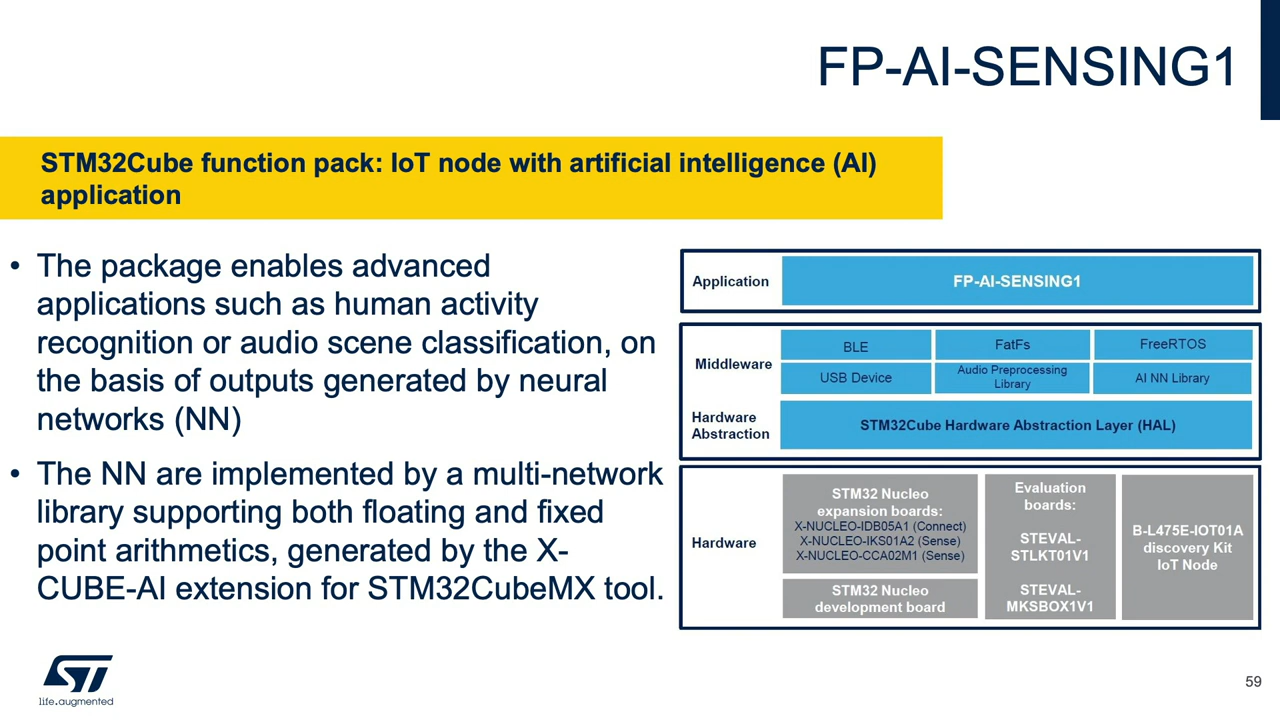 FP-AI-SENSING1
STM32Cube function pack: IoT node with artificial intelligence (AI)
application
• The package enables advanced
applications such as human activity
recognition or audio scene classification, on
the basis of outputs generated by neural
networks (NN)
• The NN are implemented by a multi-network
library supporting both floating and fixed
point arithmetics, generated by the X-
CUBE-AI extension for STM32CubeMX tool.
Application
FP-AI-SENSING1
Middleware
BLE
FatFs
FreeRTOS
USB Device
Audio Preprocessing
Library
AI NN Library
Hardware
Abstraction
STM32Cube Hardware Abstraction Layer (HAL)
Hardware
STM32 Nucleo
expansion boards:
X-NUCLEO-IDB05A1 (Connect)
X-NUCLEO-IKS01A2 (Sense)
X-NUCLEO-CCA02M1 (Sense)
STM32 Nucleo
development board
Evaluation
boards:
STEVAL-
STLKT01V1
STEVAL-
MKSBOX1V1
B-L475E-IOT01A
discovery Kit
IoT Node
ST
life.augmented
59